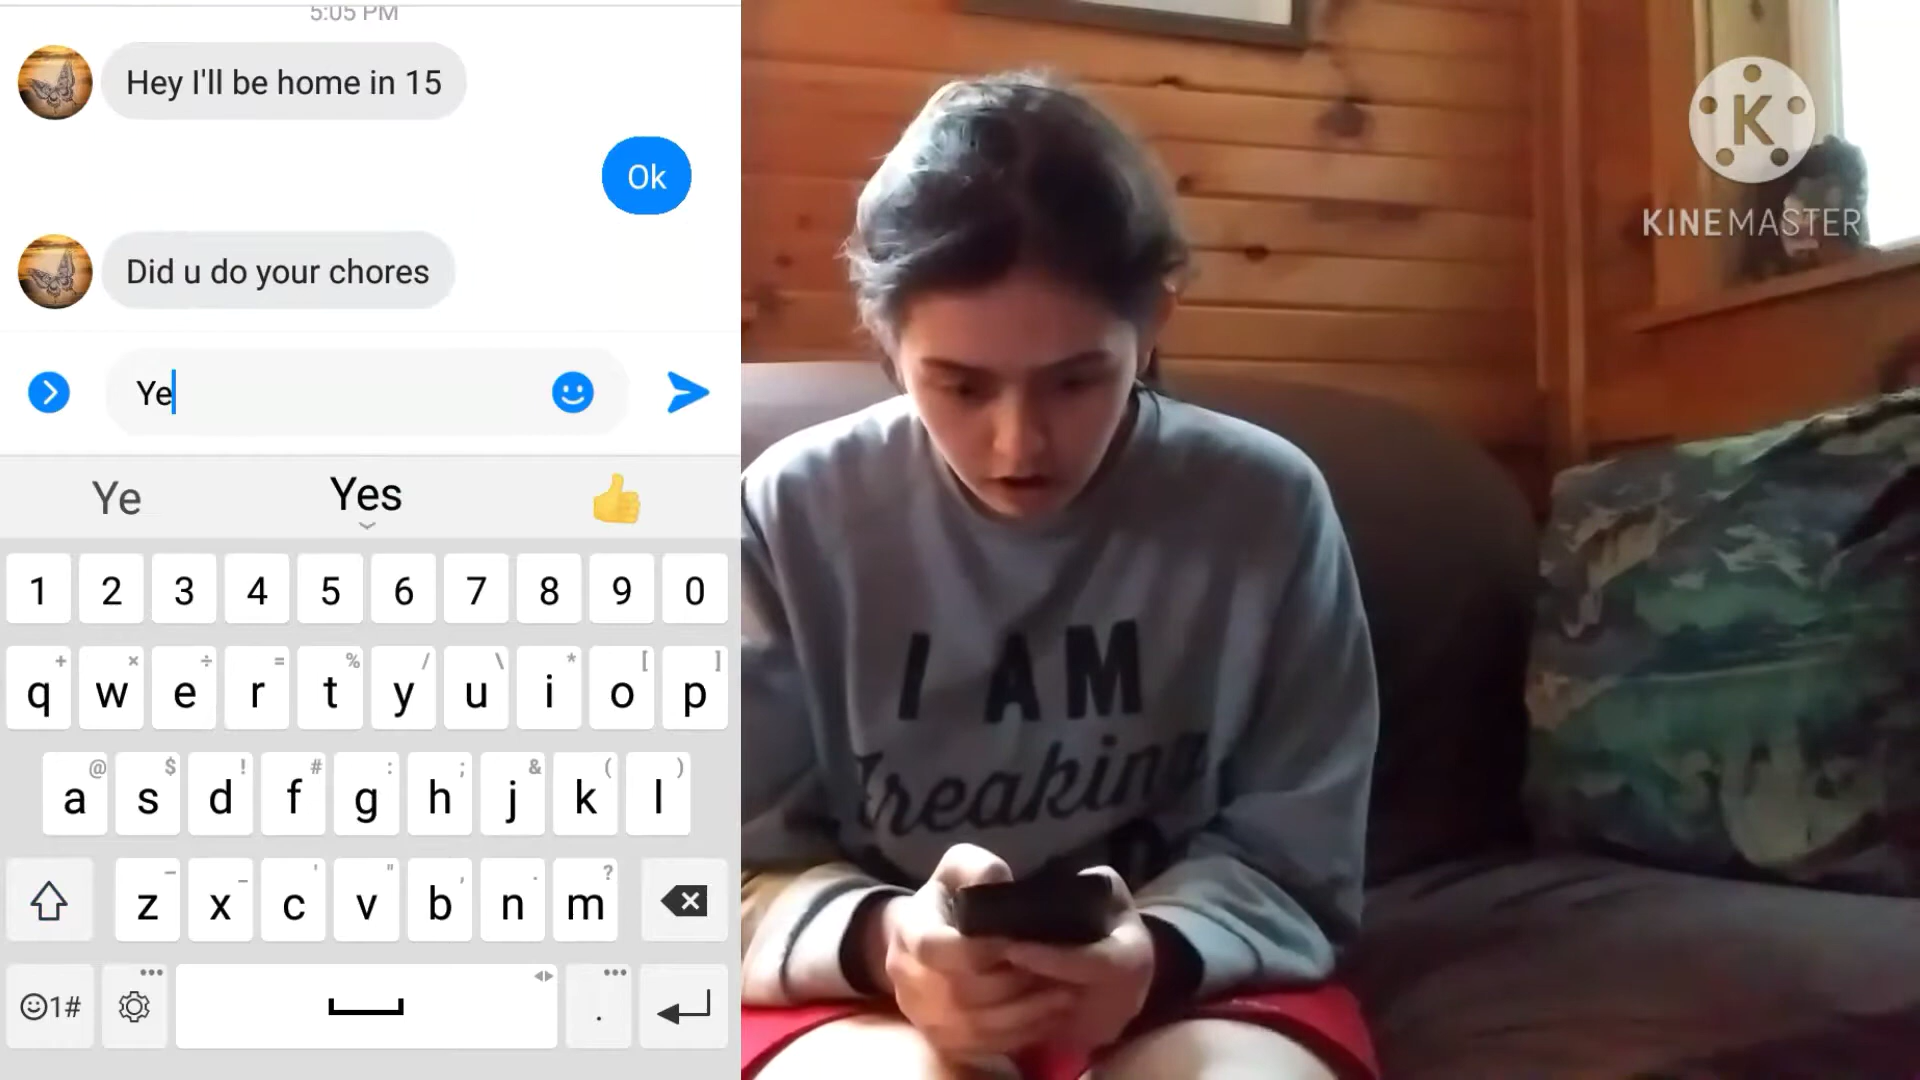 5:05 PM
Hey I'll be home in 15
Ok
Did u do your chores
Ye
Ye Yes
1 2 3 4 5 6 7 8 9 0
+ × ÷ = % / \ * [ ]
q w e r t y u i o p
@ $ ! # : ; & ( )
a s d f g h j k l
z x c v b n m ?
1# .
K
KINEMASTER
I AM
freaking